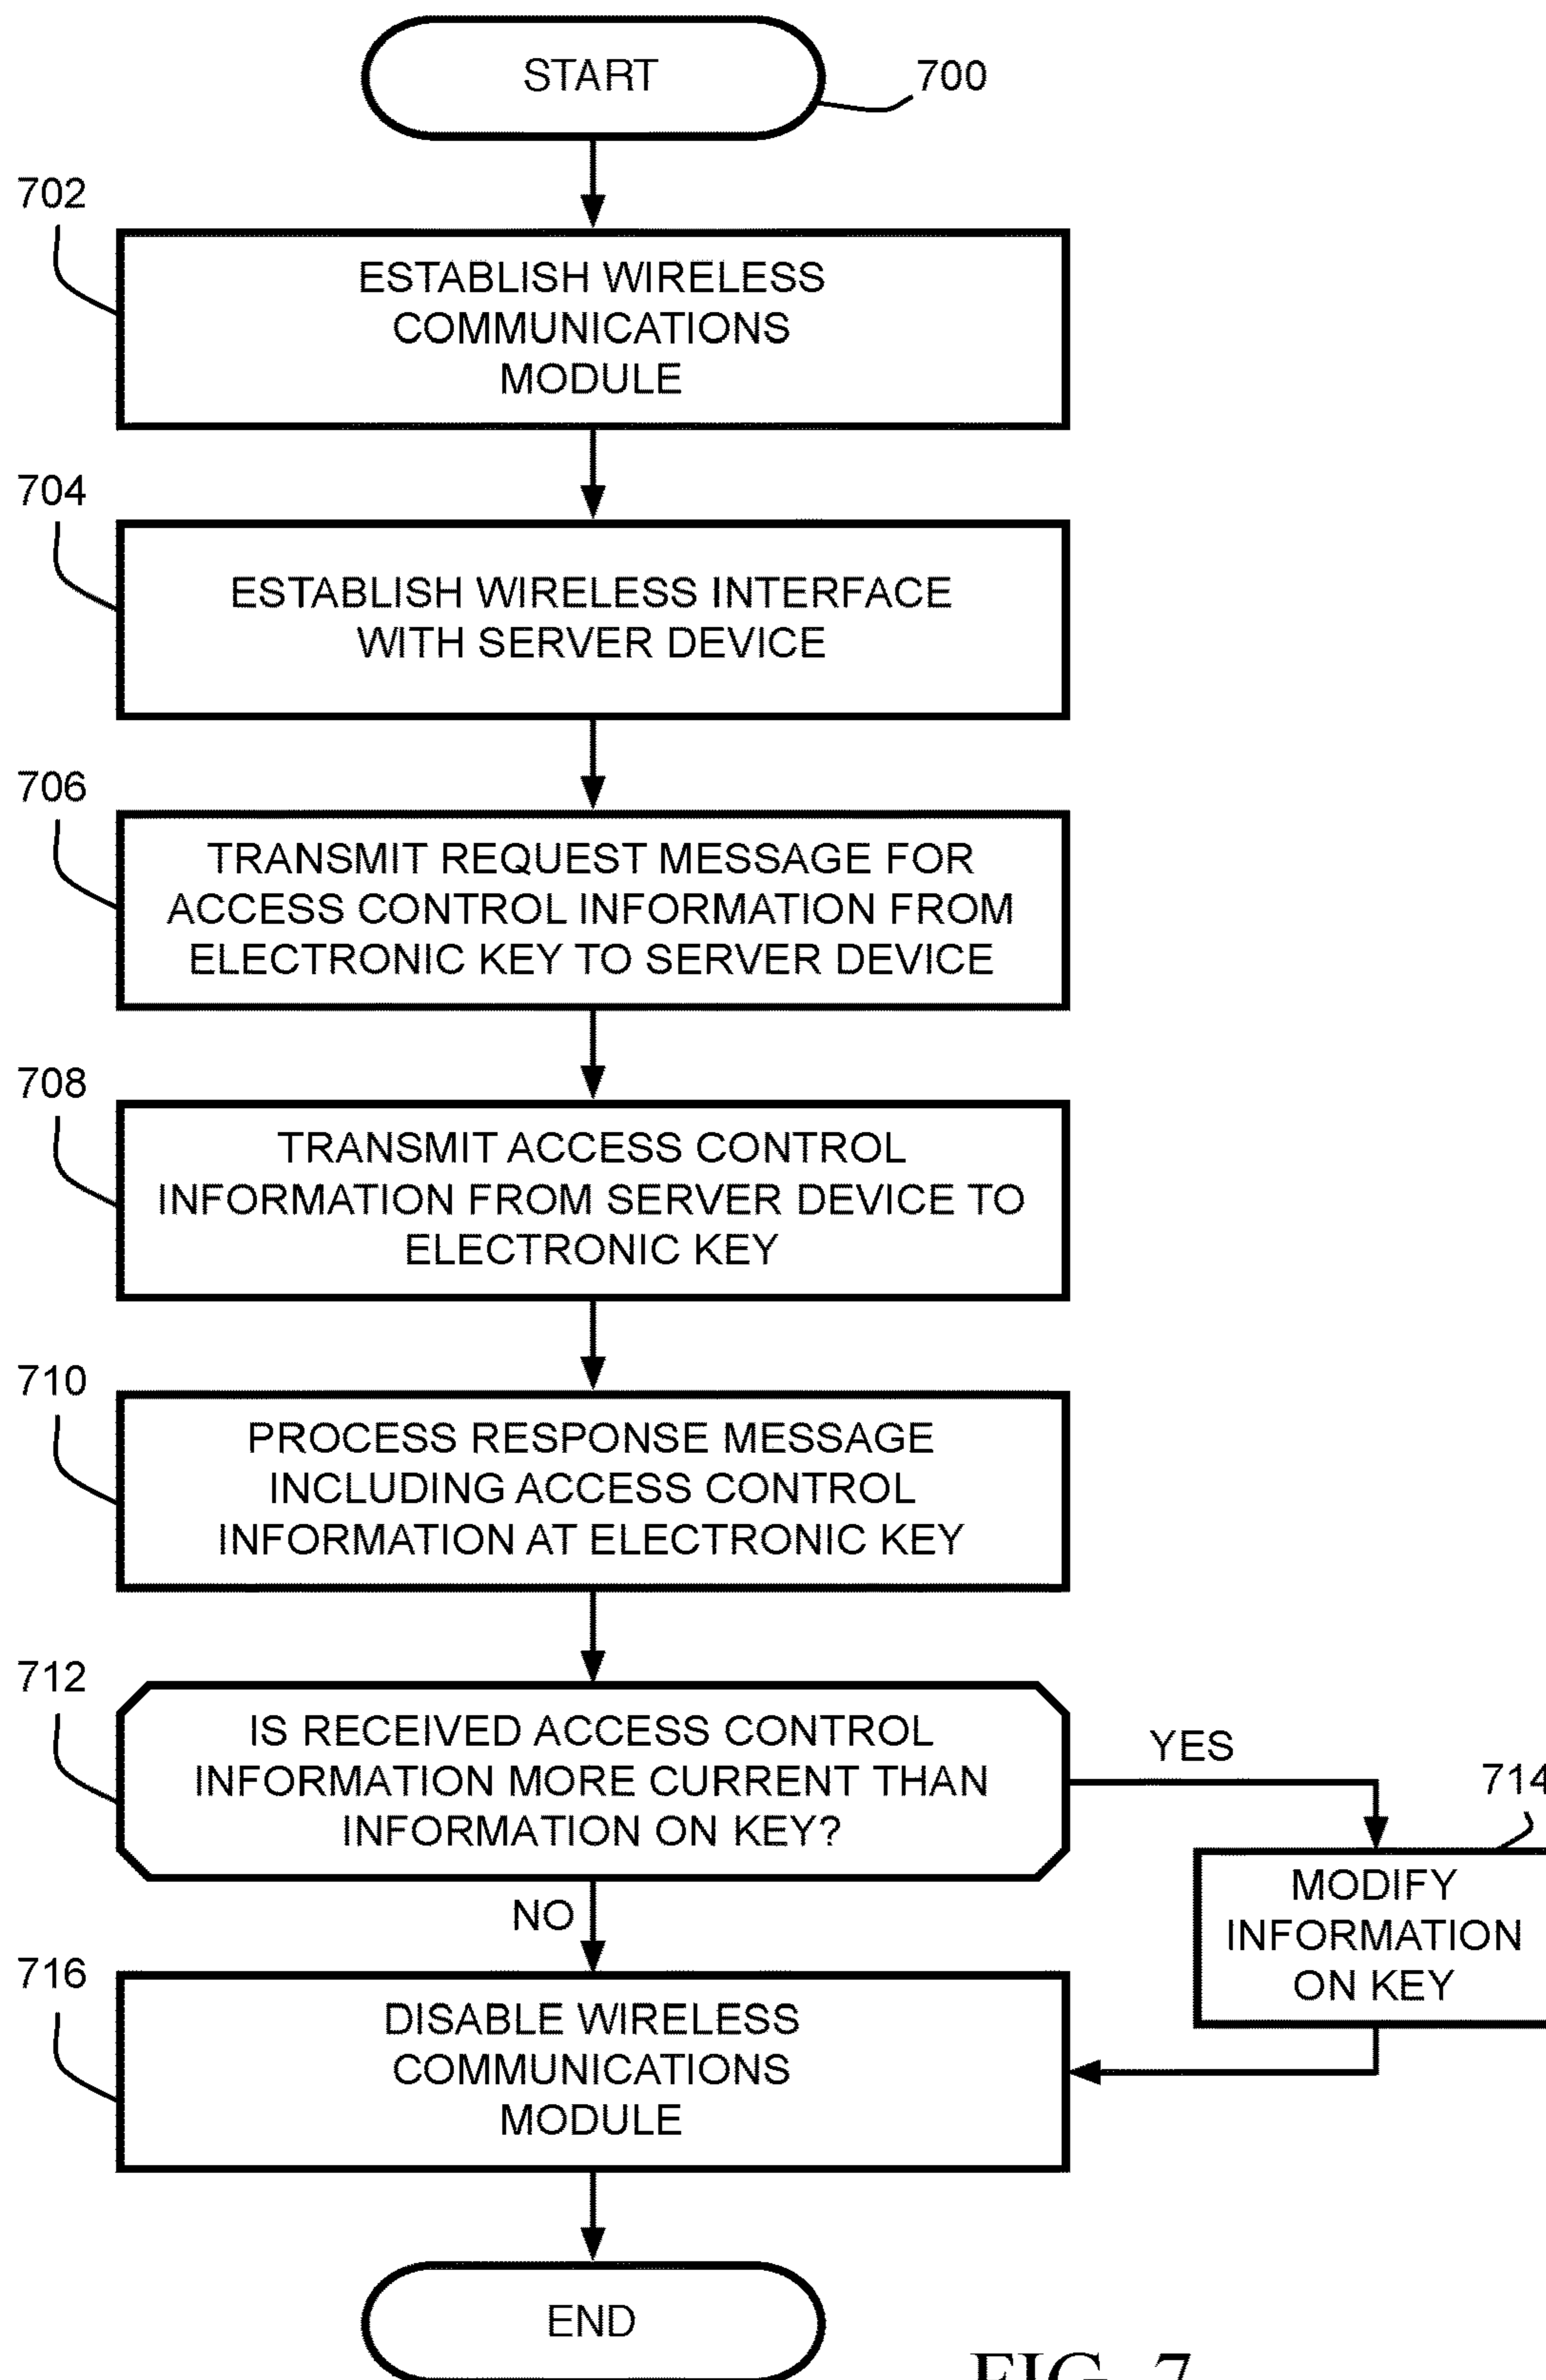 START
700
702
ESTABLISH WIRELESS
COMMUNICATIONS
MODULE
704
ESTABLISH WIRELESS INTERFACE
WITH SERVER DEVICE
706
TRANSMIT REQUEST MESSAGE FOR
ACCESS CONTROL INFORMATION FROM
ELECTRONIC KEY TO SERVER DEVICE
708
TRANSMIT ACCESS CONTROL
INFORMATION FROM SERVER DEVICE TO
ELECTRONIC KEY
710
PROCESS RESPONSE MESSAGE
INCLUDING ACCESS CONTROL
INFORMATION AT ELECTRONIC KEY
712
IS RECEIVED ACCESS CONTROL
INFORMATION MORE CURRENT THAN
INFORMATION ON KEY?
YES
714
MODIFY
INFORMATION
ON KEY
NO
716
DISABLE WIRELESS
COMMUNICATIONS
MODULE
END
FIG. 7